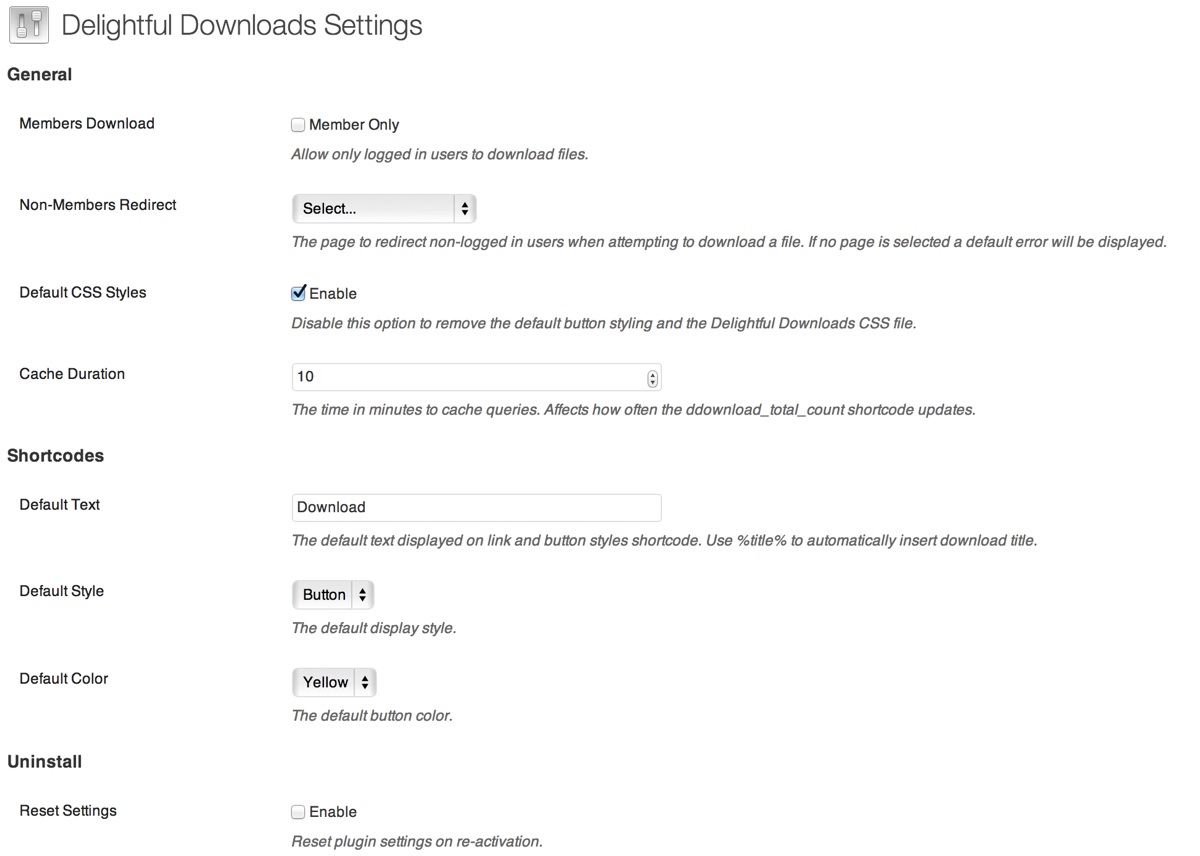 Delightful Downloads Settings
General
Members Download
Member Only
Allow only logged in users to download files.
Non-Members Redirect
Select...
The page to redirect non-logged in users when attempting to download a file. If no page is selected a default error will be displayed.
Default CSS Styles
Enable
Disable this option to remove the default button styling and the Delightful Downloads CSS file.
Cache Duration
10
The time in minutes to cache queries. Affects how often the ddownload_total_count shortcode updates.
Shortcodes
Default Text
Download
The default text displayed on link and button styles shortcode. Use %title% to automatically insert download title.
Default Style
Button
The default display style.
Default Color
Yellow
The default button color.
Uninstall
Reset Settings
Enable
Reset plugin settings on re-activation.